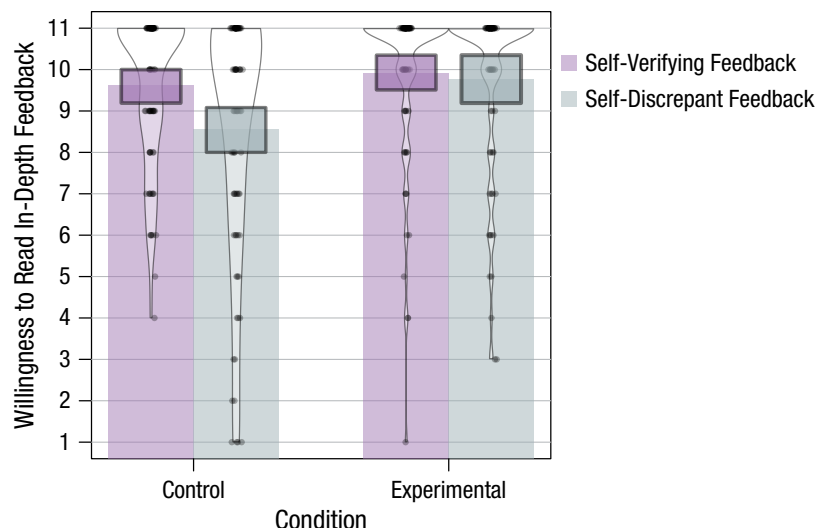 Willingness to Read In-Depth Feedback
11
10
9
8
7
6
5
4
3
2
1
Control
Experimental
Condition
Self-Verifying Feedback
Self-Discrepant Feedback